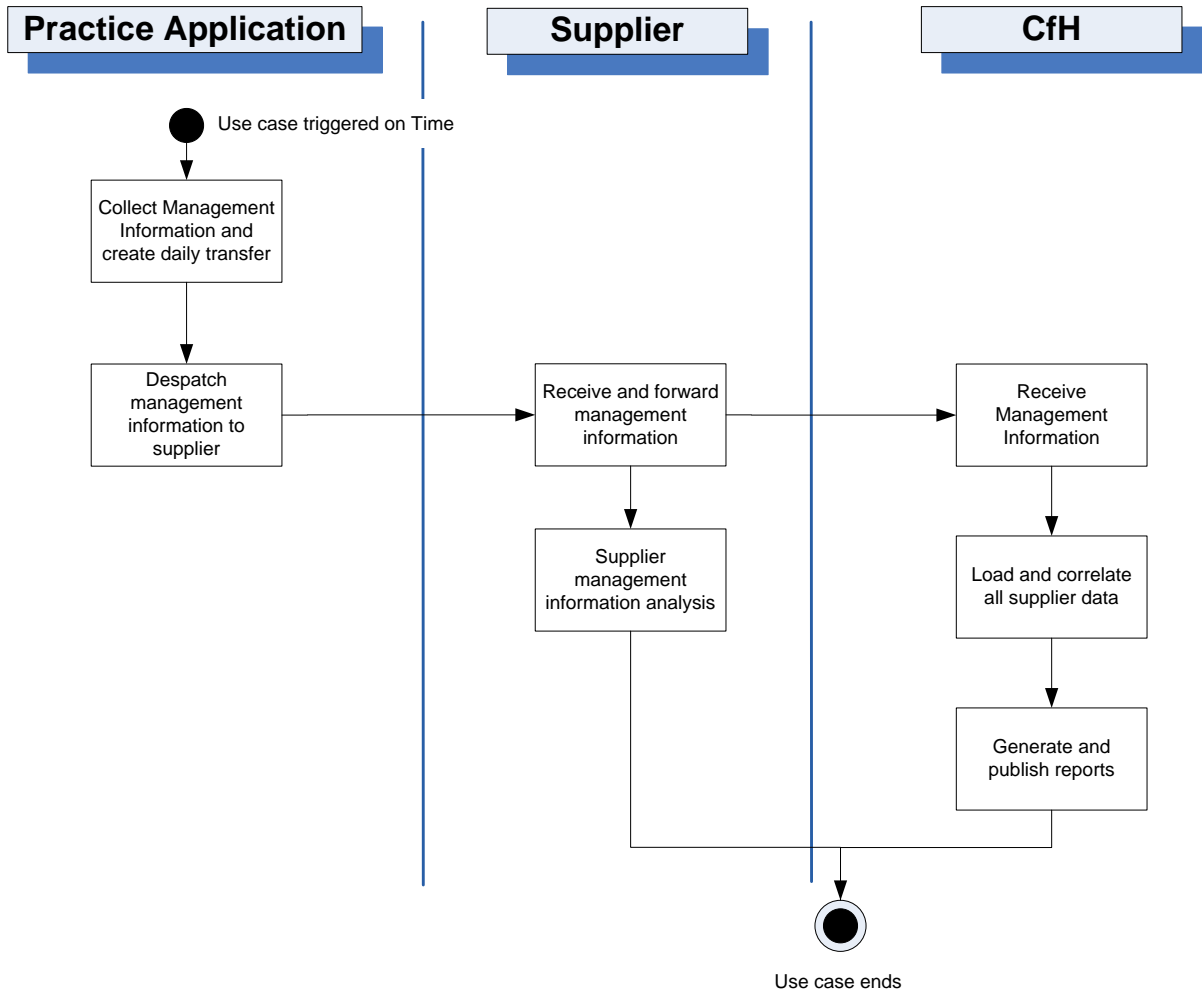 Practice Application
Supplier
CfH
Use case triggered on Time
Collect Management
Information and
create daily transfer
Despatch
management
information to
supplier
Receive and forward
management
information
Receive
Management
Information
Supplier
management
information analysis
Load and correlate
all supplier data
Generate and
publish reports
Use case ends